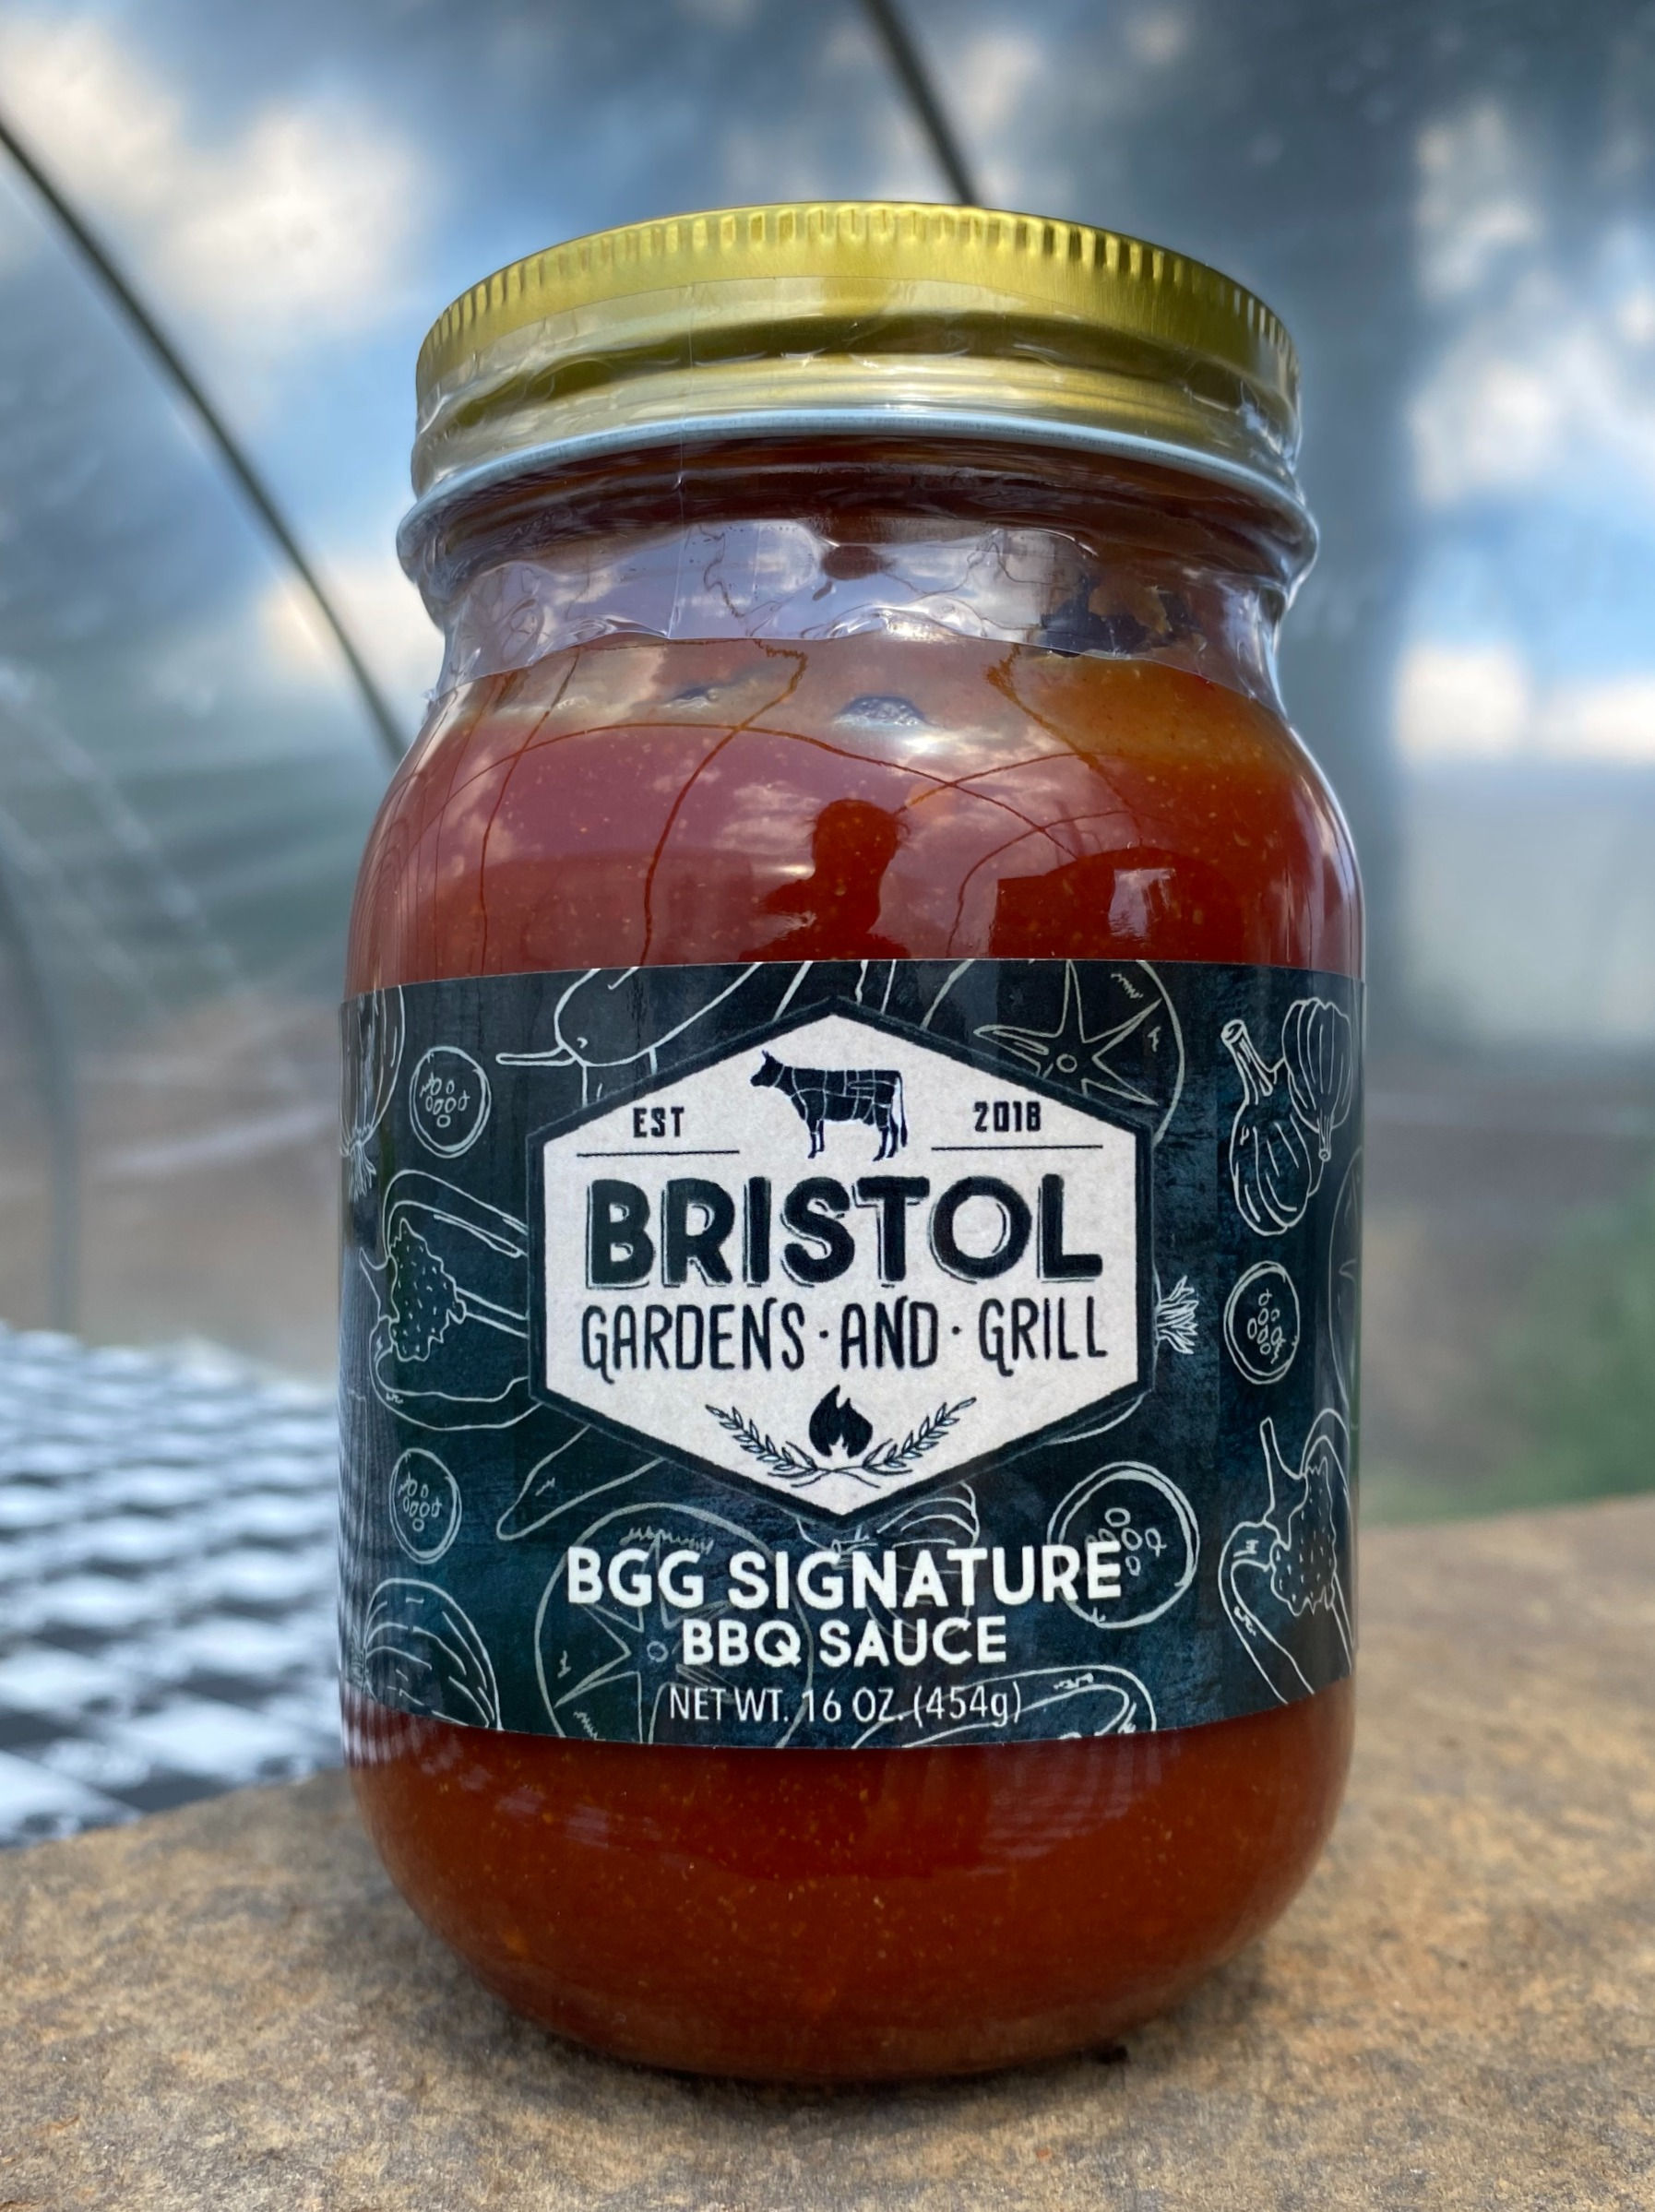 EST 2018
BRISTOL
GARDENS · AND · GRILL
BGG SIGNATURE
BBQ SAUCE
NET WT. 16 OZ. (454g)